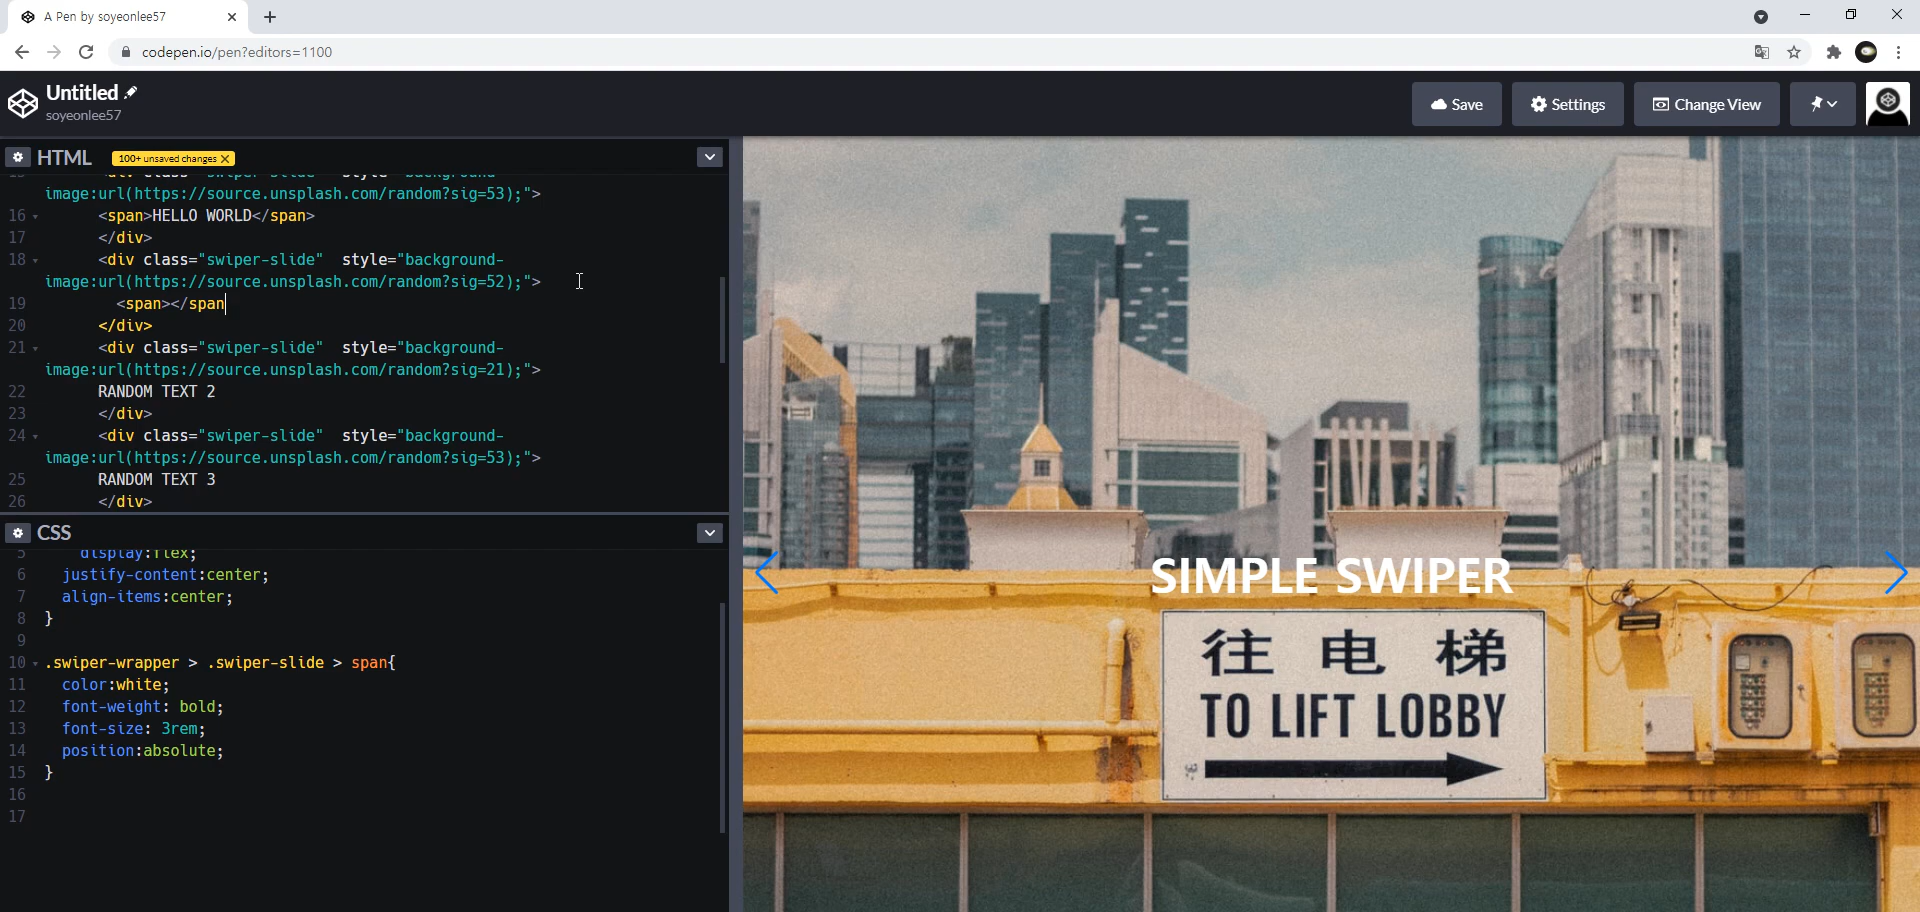 A Pen by soyeonlee57
codepen.io/pen?editors=1100
Untitled
soyeonlee57
Save
Settings
Change View
HTML
100+ unsaved changes
image:url(https://source.unsplash.com/random?sig=53);">
16 <span>HELLO WORLD</span>
17 </div>
18 <div class="swiper-slide" style="background-
image:url(https://source.unsplash.com/random?sig=52);">
19 <span></span
20 </div>
21 <div class="swiper-slide" style="background-
image:url(https://source.unsplash.com/random?sig=21);">
22 RANDOM TEXT 2
23 </div>
24 <div class="swiper-slide" style="background-
image:url(https://source.unsplash.com/random?sig=53);">
25 RANDOM TEXT 3
26 </div>
CSS
5 display:flex;
6 justify-content:center;
7 align-items:center;
8 }
9
10 .swiper-wrapper > .swiper-slide > span{
11 color:white;
12 font-weight: bold;
13 font-size: 3rem;
14 position:absolute;
15 }
16
17
SIMPLE SWIPER
往电梯
TO LIFT LOBBY